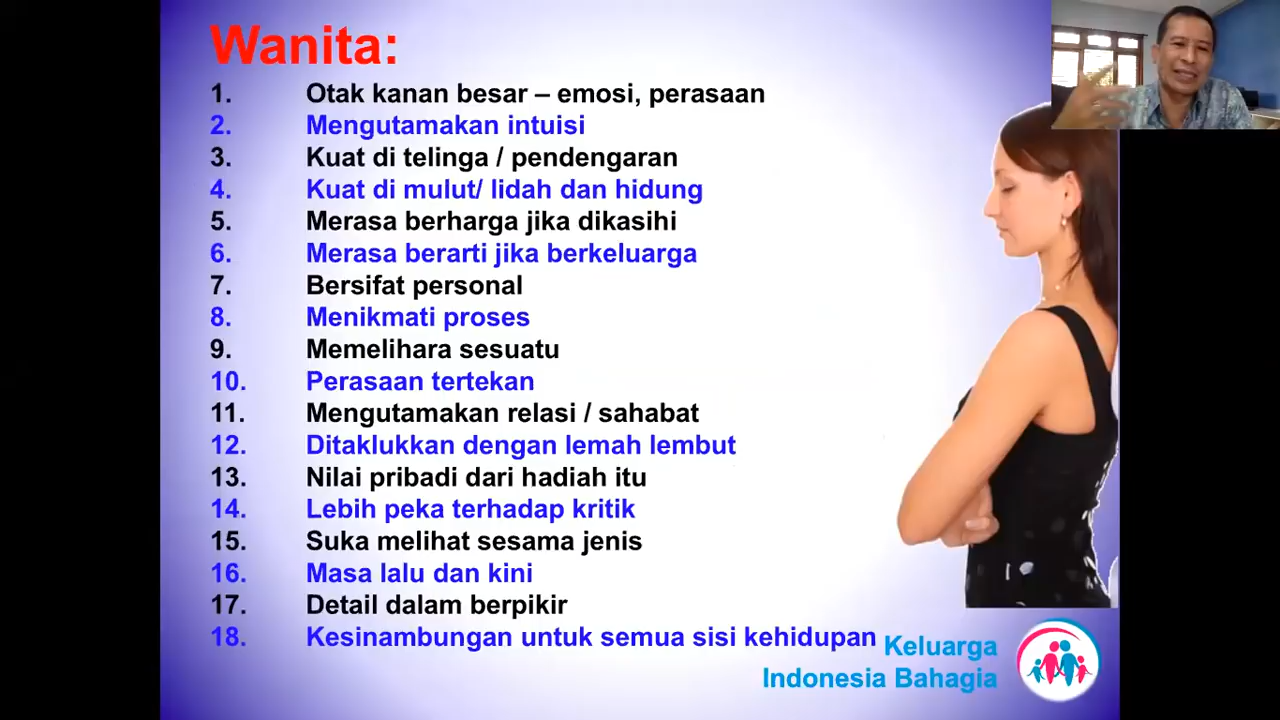 Wanita:
1. Otak kanan besar – emosi, perasaan
2. Mengutamakan intuisi
3. Kuat di telinga / pendengaran
4. Kuat di mulut/ lidah dan hidung
5. Merasa berharga jika dikasihi
6. Merasa berarti jika berkeluarga
7. Bersifat personal
8. Menikmati proses
9. Memelihara sesuatu
10. Perasaan tertekan
11. Mengutamakan relasi / sahabat
12. Ditaklukkan dengan lemah lembut
13. Nilai pribadi dari hadiah itu
14. Lebih peka terhadap kritik
15. Suka melihat sesama jenis
16. Masa lalu dan kini
17. Detail dalam berpikir
18. Kesinambungan untuk semua sisi kehidupan
Keluarga
Indonesia Bahagia